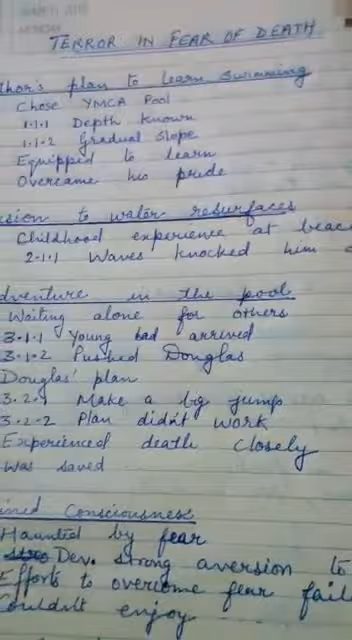 TERROR IN FEAR OF DEATH
thor's plan to learn swimming
Chose YMCA Pool
1.1.1 Depth Known
1.1.2 Gradual Slope
Equipped to learn
Overcame his pride
sion to water resurfaces
Childhood experience at beac
2.1.1 Waves knocked him
dventure in the pool
Waiting alone for others
3.1.1 Young lad arrived
3.1.2 Pushed Douglas
Douglas' plan
3.2.1 Make a big jump
3.2.2 Plan didn't work
Experienced death closely
Was saved
ined Consciousness
Haunted by fear
Dev. strong aversion to
Efforts to overcome fear fail
Couldn't enjoy